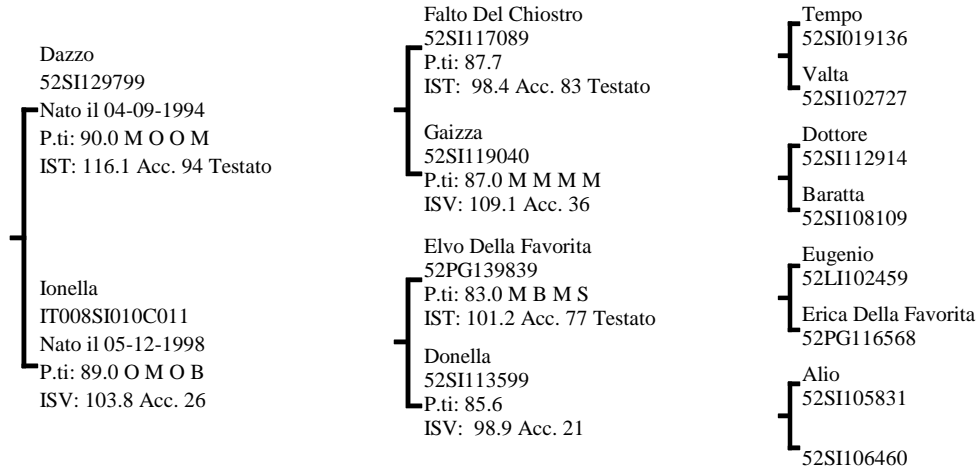 Dazzo
52SI129799
Nato il 04-09-1994
P.ti: 90.0 M O O M
IST: 116.1 Acc. 94 Testato
Ionella
IT008SI010C011
Nato il 05-12-1998
P.ti: 89.0 O M O B
ISV: 103.8 Acc. 26
Falto Del Chiostro
52SI117089
P.ti: 87.7
IST:  98.4 Acc. 83 Testato
Gaizza
52SI119040
P.ti: 87.0 M M M M
ISV: 109.1 Acc. 36
Elvo Della Favorita
52PG139839
P.ti: 83.0 M B M S
IST: 101.2 Acc. 77 Testato
Donella
52SI113599
P.ti: 85.6
ISV:  98.9 Acc. 21
Tempo
52SI019136
Valta
52SI102727
Dottore
52SI112914
Baratta
52SI108109
Eugenio
52LI102459
Erica Della Favorita
52PG116568
Alio
52SI105831
52SI106460